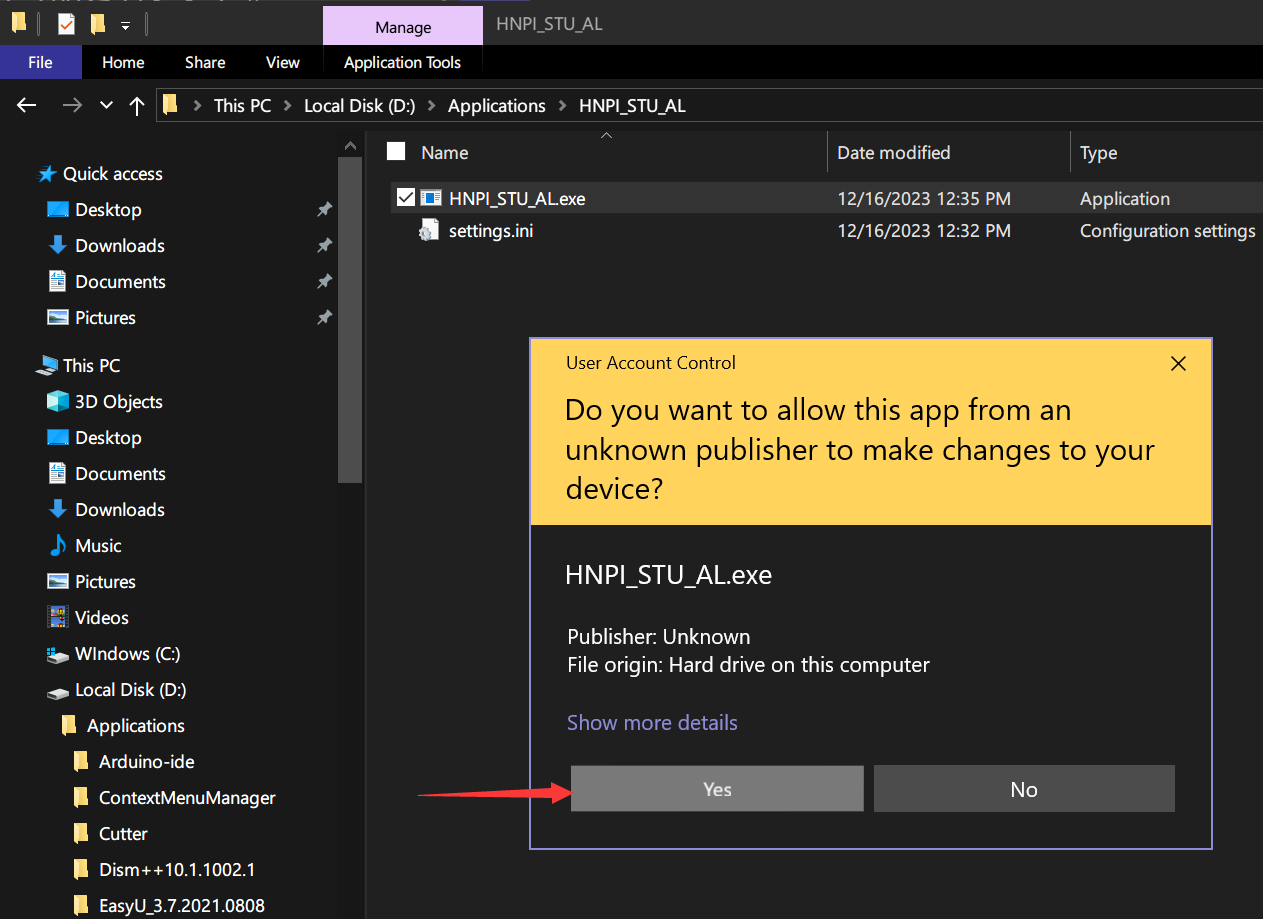 Manage
HNPI_STU_AL
File
Home
Share
View
Application Tools
This PC
Local Disk (D:)
Applications
HNPI_STU_AL
Name
Date modified
Type
HNPI_STU_AL.exe
12/16/2023 12:35 PM
Application
settings.ini
12/16/2023 12:32 PM
Configuration settings
Quick access
Desktop
Downloads
Documents
Pictures
This PC
3D Objects
Desktop
Documents
Downloads
Music
Pictures
Videos
WIndows (C:)
Local Disk (D:)
Applications
Arduino-ide
ContextMenuManager
Cutter
Dism++10.1.1002.1
EasyU_3.7.2021.0808
User Account Control
Do you want to allow this app from an
unknown publisher to make changes to your
device?
HNPI_STU_AL.exe
Publisher: Unknown
File origin: Hard drive on this computer
Show more details
Yes
No